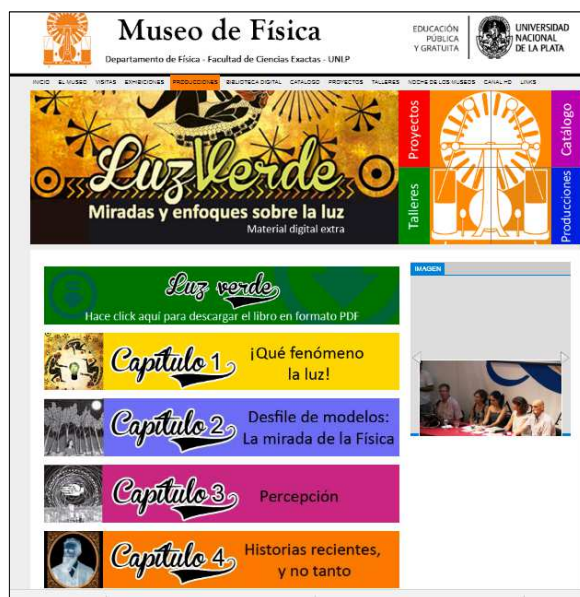 Museo de Física
Departamento de Física - Facultad de Ciencias Exactas - UNLP
EDUCACIÓN
PÚBLICA
Y GRATUITA
UNIVERSIDAD
NACIONAL
DE LA PLATA
INICIO EL MUSEO VISITAS EXHIBICIONES PRODUCCIONES BIBLIOTECA DIGITAL CATALOGO PROYECTOS TALLERES NOCHE DE LOS MUSEOS CANAL HD LINKS
Luz Verde
Miradas y enfoques sobre la luz
Material digital extra
Proyectos
Talleres
Catálogo
Producciones
Luz verde
Hace click aquí para descargar el libro en formato PDF
IMAGEN
Capítulo 1
¡Qué fenómeno
la luz!
Capítulo 2
Desfile de modelos:
La mirada de la Física
Capítulo 3
Percepción
Capítulo 4
Historias recientes,
y no tanto